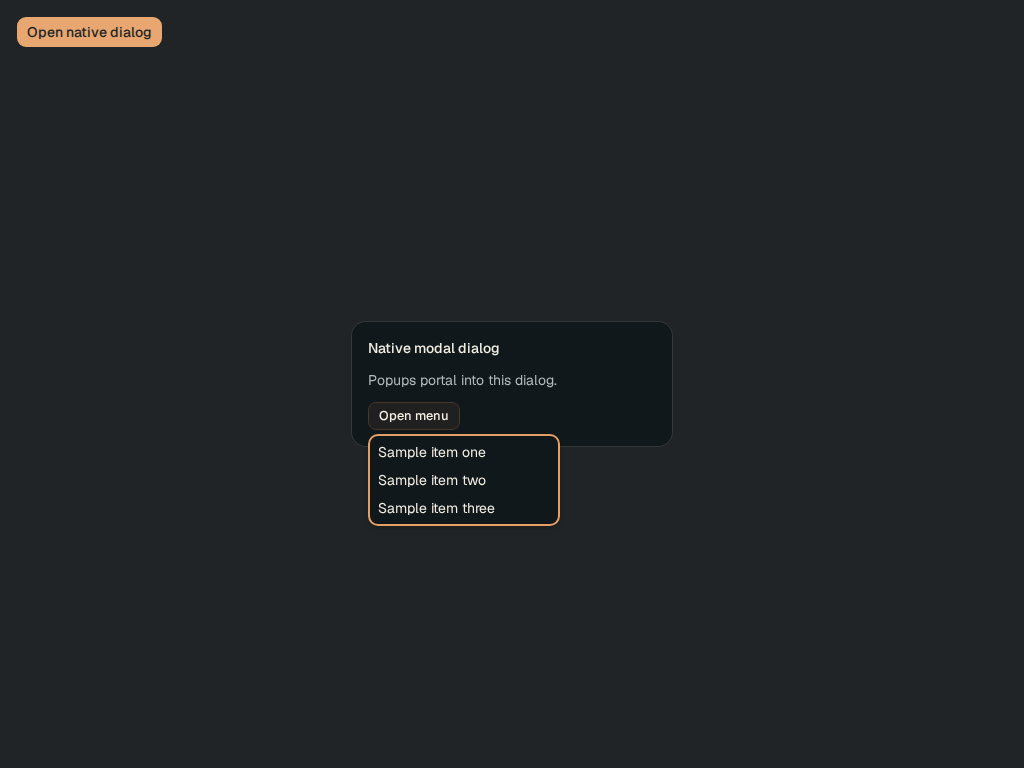 Open native dialog
Native modal dialog
Popups portal into this dialog.
Open menu
Sample item one
Sample item two
Sample item three